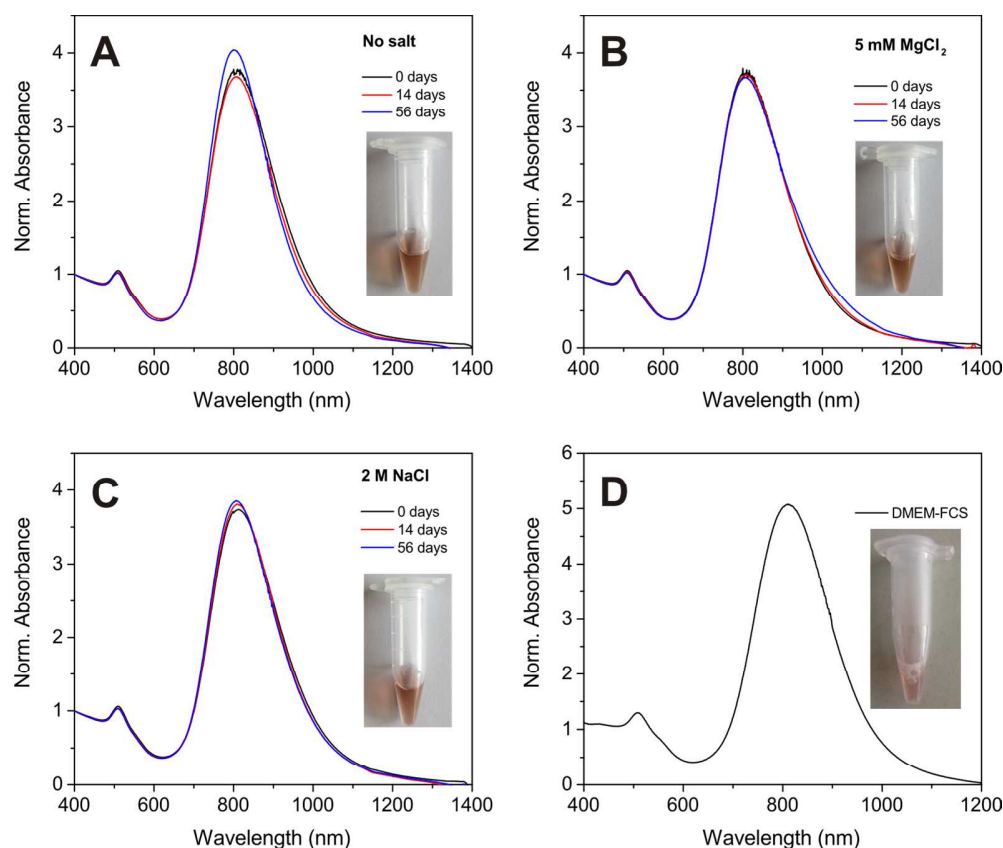 A
No salt
0 days
14 days
56 days
Norm. Absorbance
4
3
2
1
0
400 600 800 1000 1200 1400
Wavelength (nm)
B
5 mM MgCl₂
0 days
14 days
56 days
Norm. Absorbance
4
3
2
1
0
400 600 800 1000 1200 1400
Wavelength (nm)
C
2 M NaCl
0 days
14 days
56 days
Norm. Absorbance
4
3
2
1
0
400 600 800 1000 1200 1400
Wavelength (nm)
D
DMEM-FCS
Norm. Absorbance
6
5
4
3
2
1
0
400 600 800 1000 1200
Wavelength (nm)